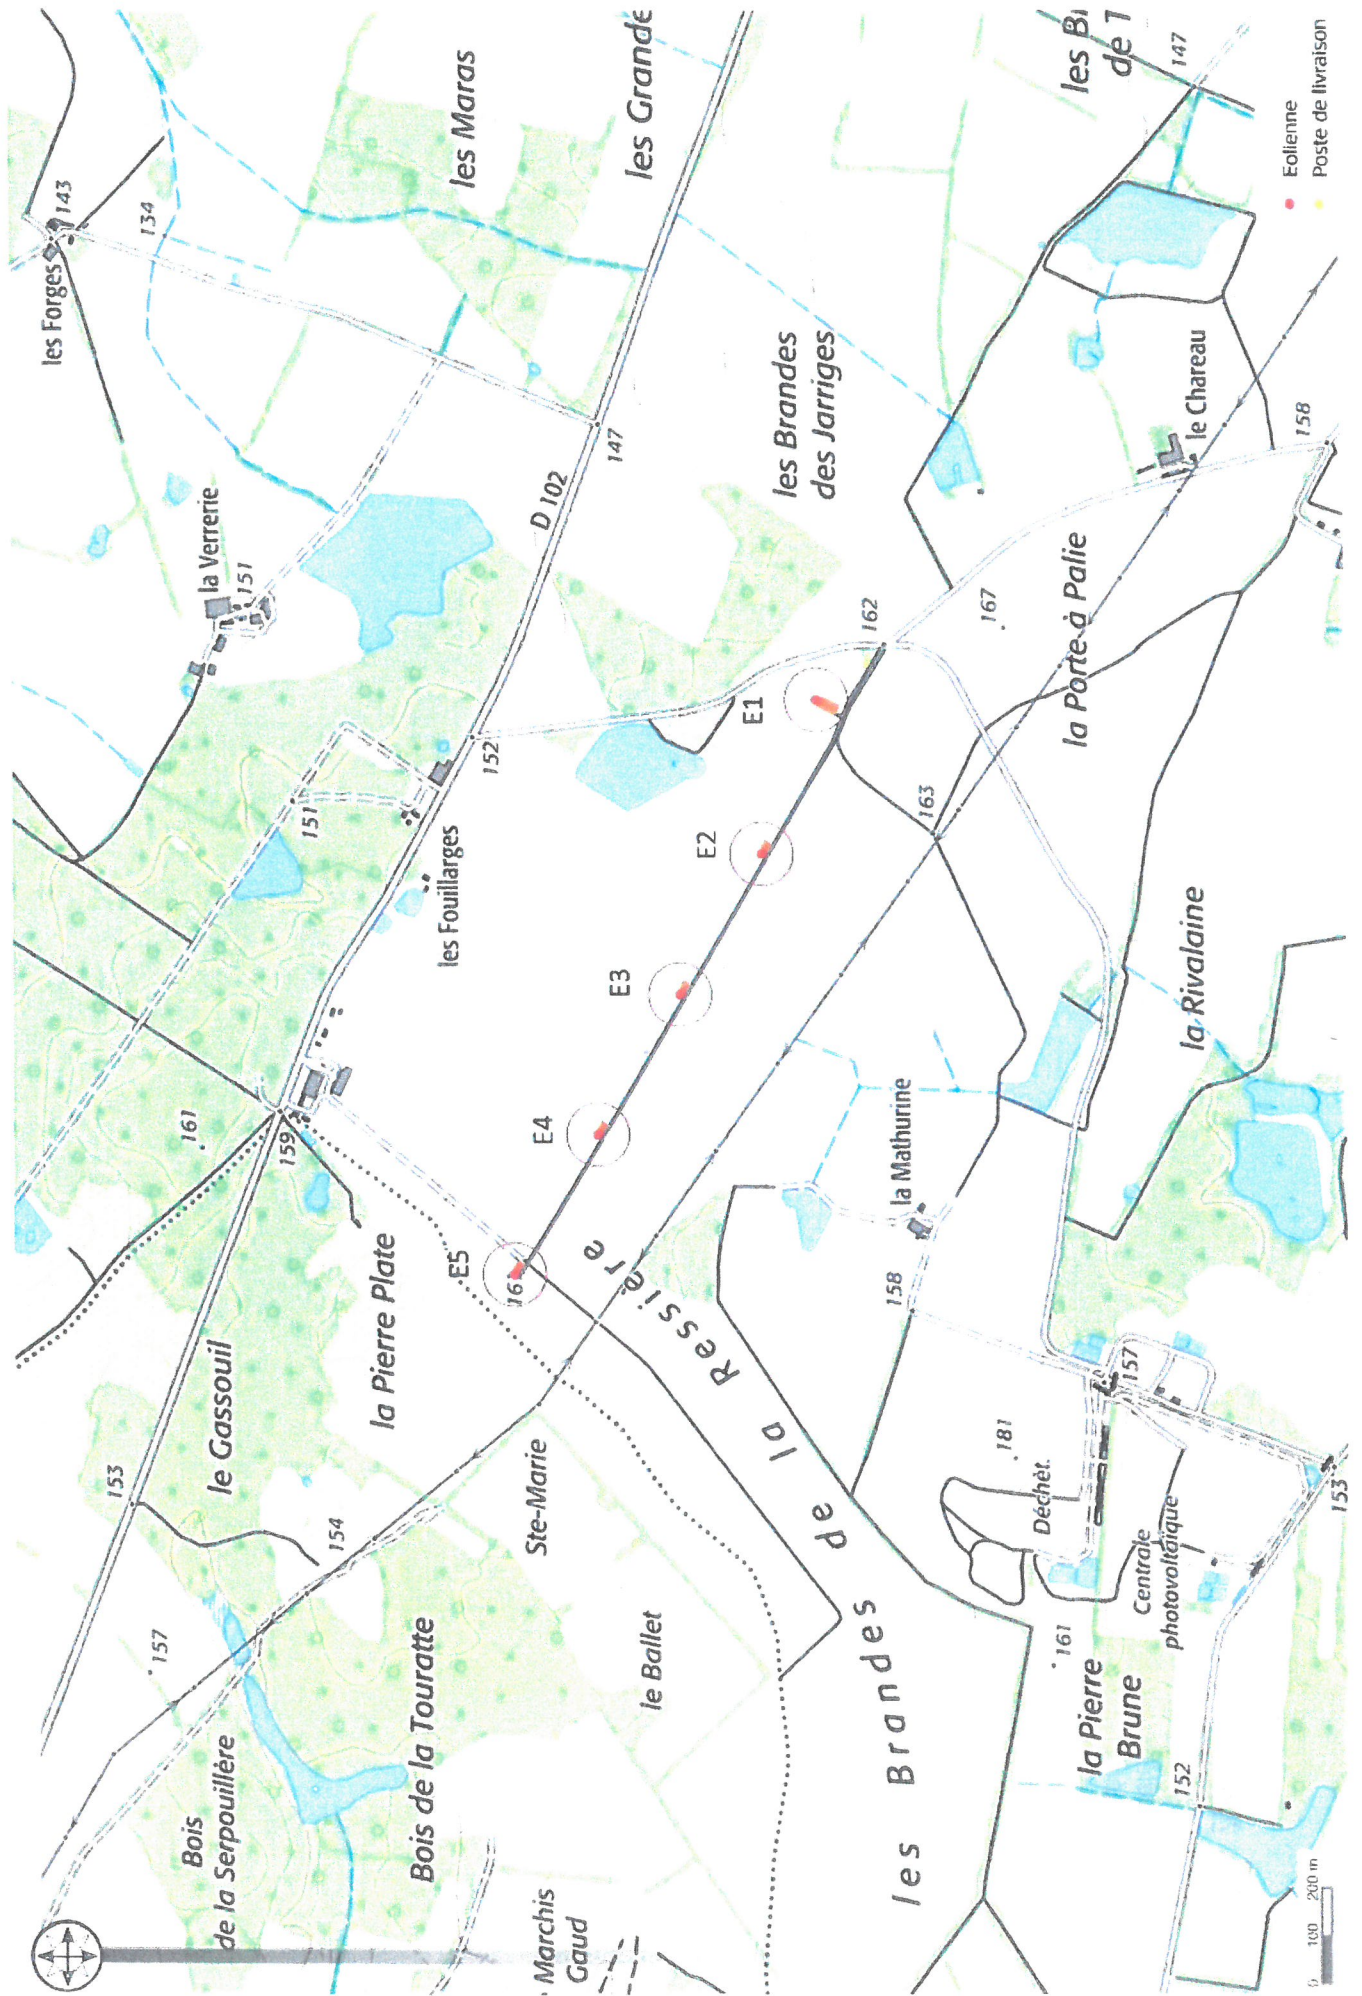 Bois
de la Serpouillère
157
153
le Gassouil
154
Bois de la Touratte
Marchis
Gaud
le Ballet
Ste-Marie
la Pierre Plate
161
159
151
les Fouillarges
152
la Verrerie
151
les Forges
143
134
les Maras
les Grande
D 102
147
E5
16
E4
E3
E2
E1
162
les Brandes
des Jarriges
167
163
la Porte à Palie
le Chareau
158
les Br
de T
147
les Brandes de la Ressière
la Mathurine
158
la Rivalaine
157
181
Déchèt.
Centrale
photovoltaïque
161
la Pierre
Brune
152
153
0 100 200 m
Eolienne
Poste de livraison